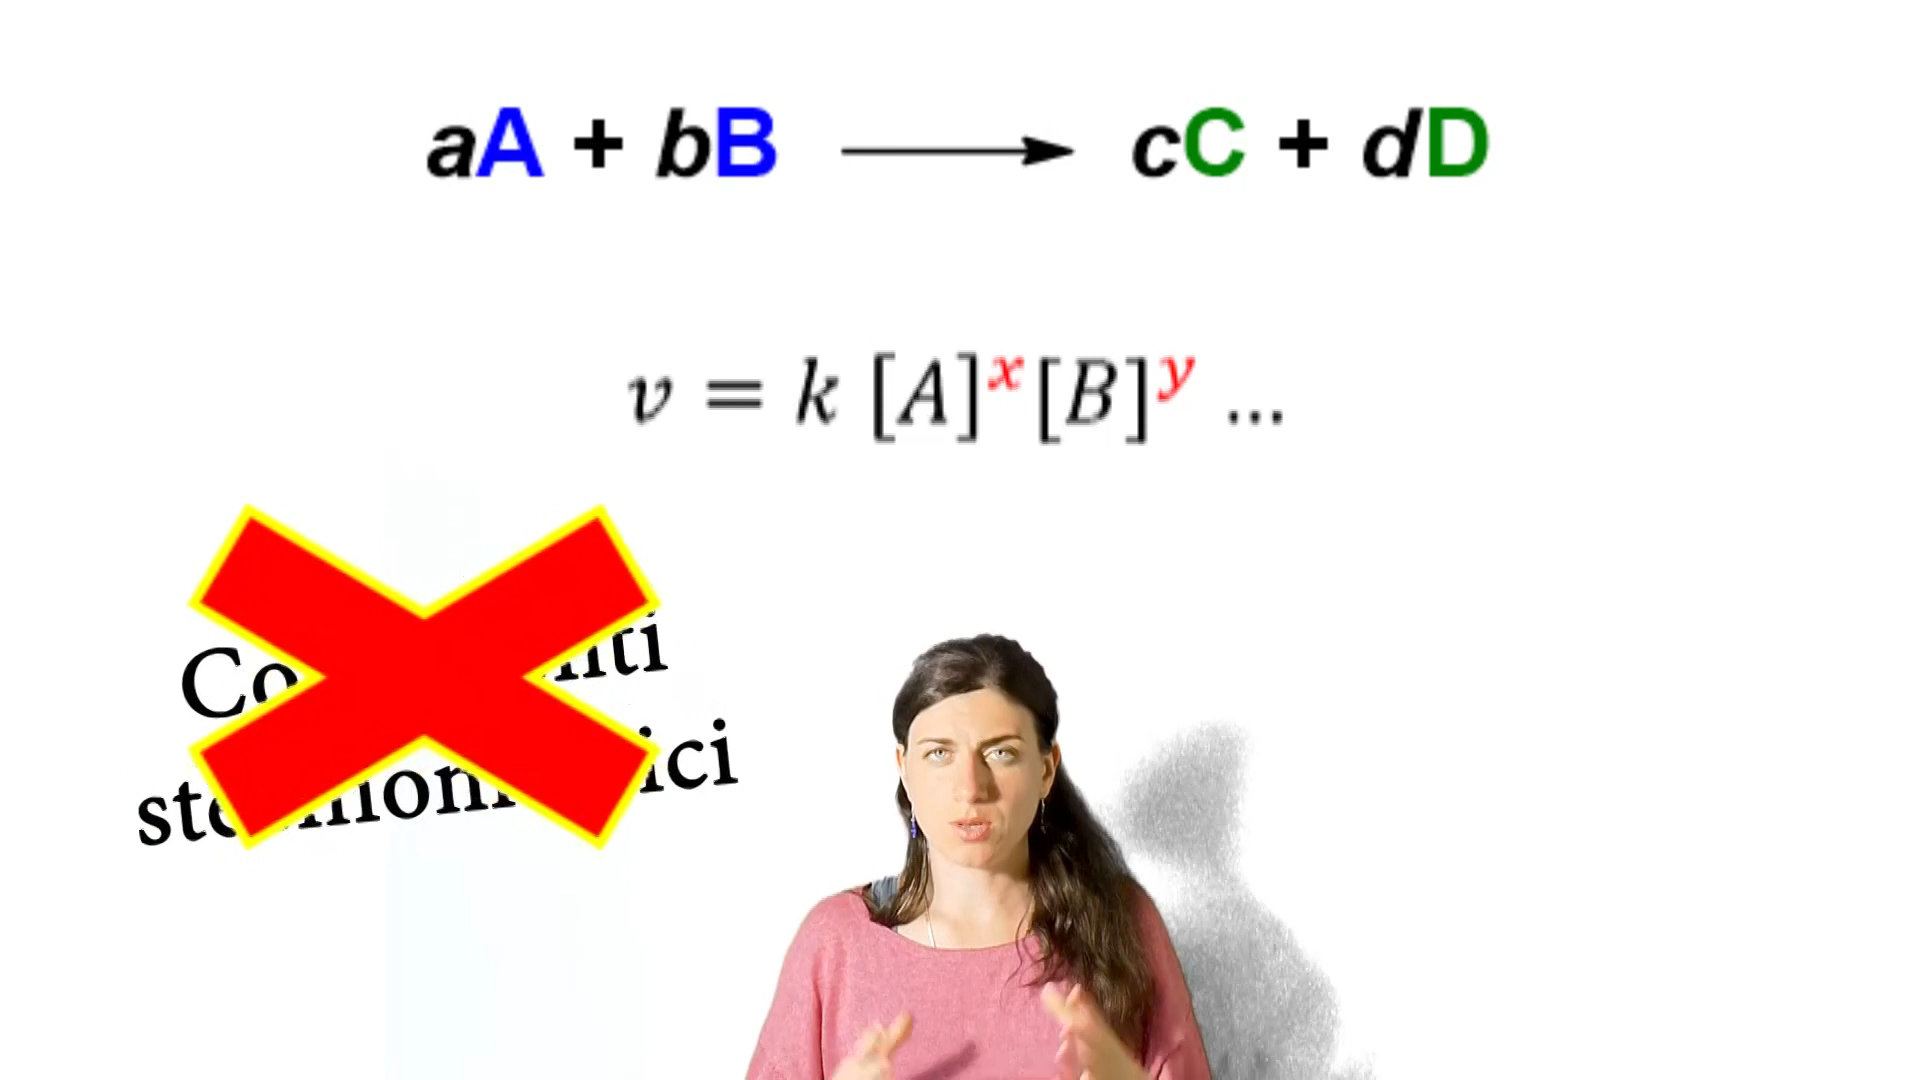 aA + bB ⟶ cC + dD
v = k [A]^x [B]^y ...